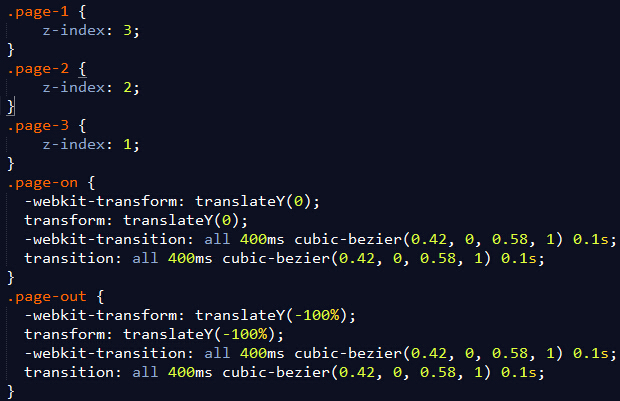 .page-1 {
    z-index: 3;
}
.page-2 {
    z-index: 2;
}
.page-3 {
    z-index: 1;
}
.page-on {
  -webkit-transform: translateY(0);
  transform: translateY(0);
  -webkit-transition: all 400ms cubic-bezier(0.42, 0, 0.58, 1) 0.1s;
  transition: all 400ms cubic-bezier(0.42, 0, 0.58, 1) 0.1s;
}
.page-out {
  -webkit-transform: translateY(-100%);
  transform: translateY(-100%);
  -webkit-transition: all 400ms cubic-bezier(0.42, 0, 0.58, 1) 0.1s;
  transition: all 400ms cubic-bezier(0.42, 0, 0.58, 1) 0.1s;
}